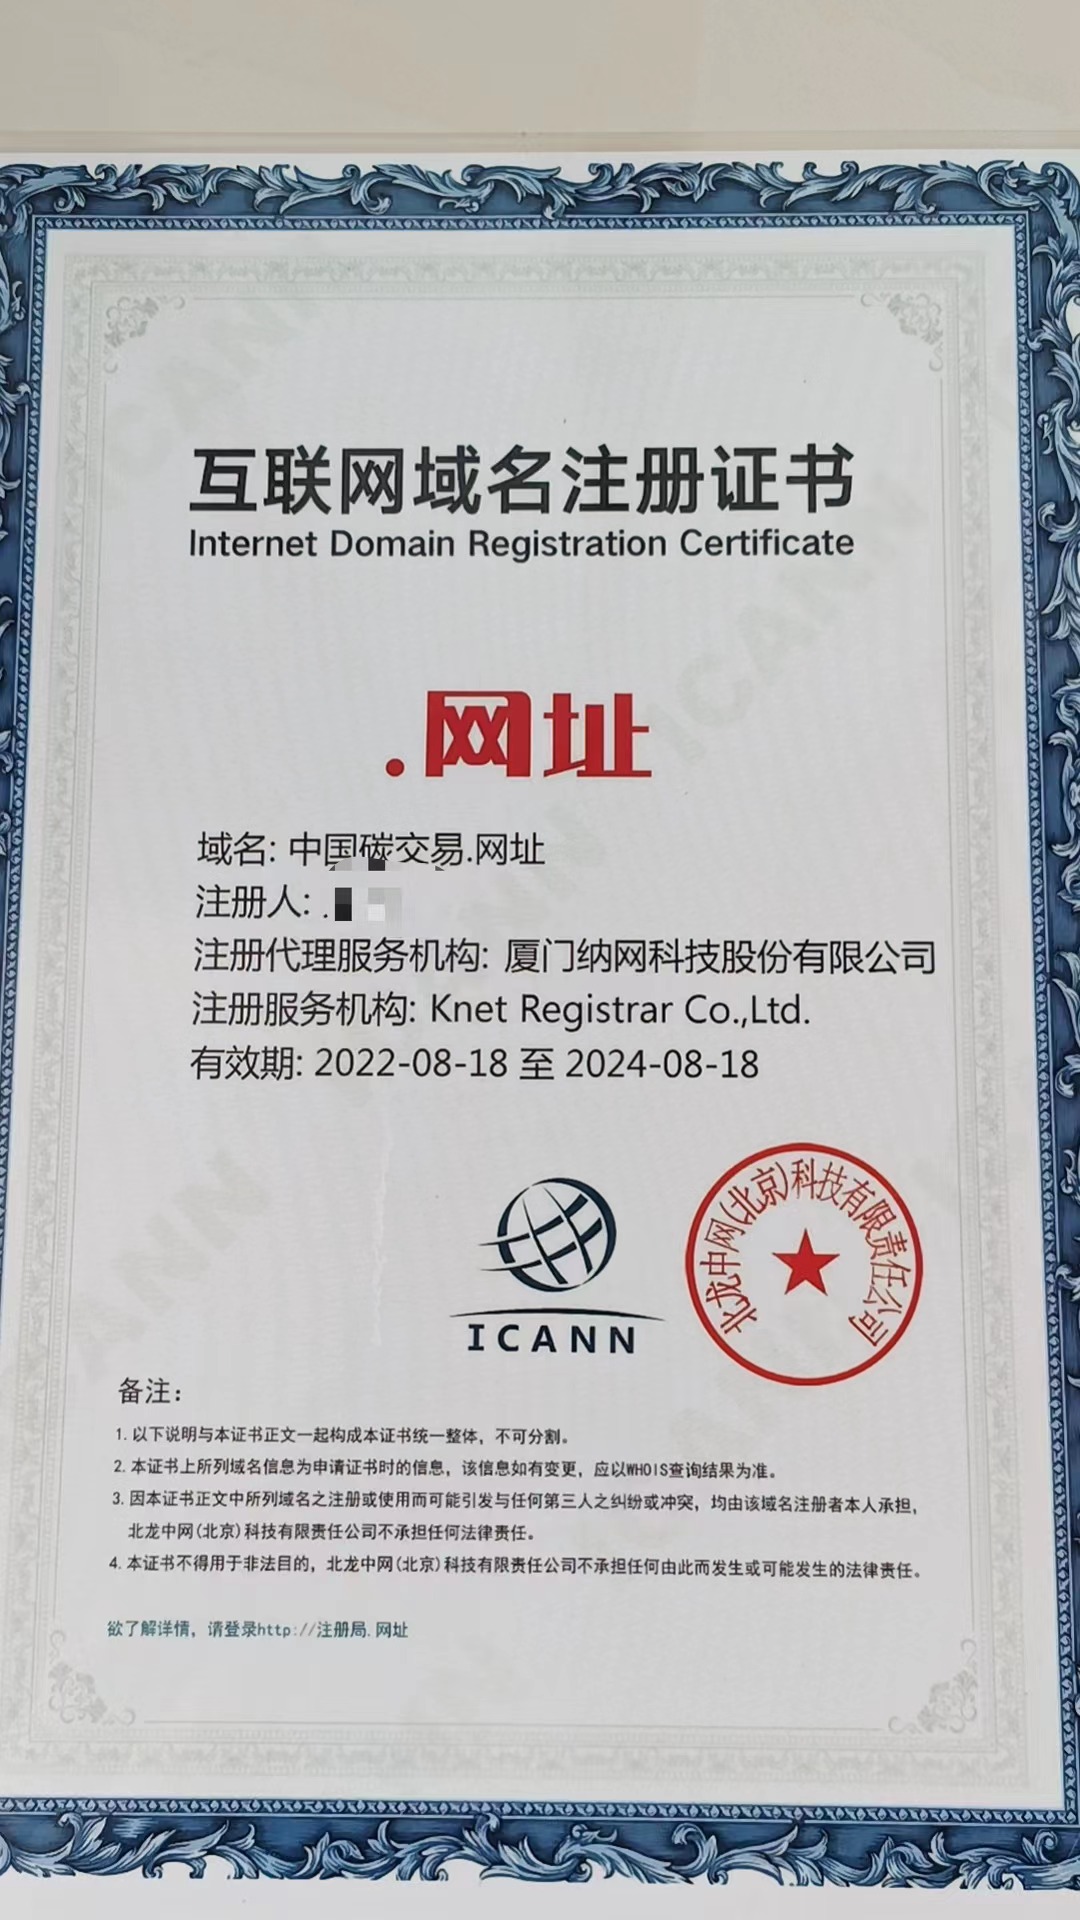 互联网域名注册证书
Internet Domain Registration Certificate
.网址
域名: 中国碳交易.网址
注册人:
注册代理服务机构: 厦门纳网科技股份有限公司
注册服务机构: Knet Registrar Co.,Ltd.
有效期: 2022-08-18 至 2024-08-18
ICANN
北龙中网(北京)科技有限责任公司
备注:
1. 以下说明与本证书正文一起构成本证书统一整体，不可分割。
2. 本证书上所列域名信息为申请证书时的信息，该信息如有变更，应以WHOIS查询结果为准。
3. 因本证书正文中所列域名之注册或使用而可能引发与任何第三人之纠纷或冲突，均由该域名注册者本人承担，
北龙中网(北京)科技有限责任公司不承担任何法律责任。
4. 本证书不得用于非法目的，北龙中网(北京)科技有限责任公司不承担任何由此而发生或可能发生的法律责任。
欲了解详情，请登录http://注册局.网址